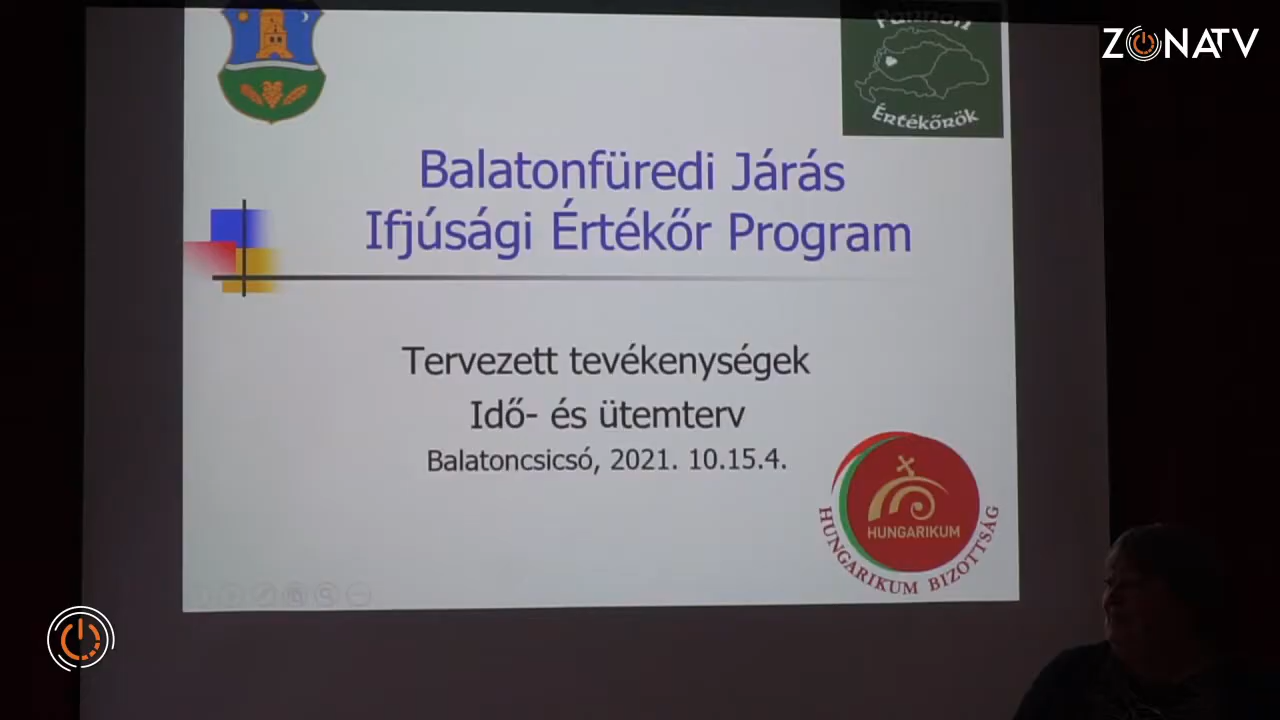 ZONATV
Pannon
Értékőrök
Balatonfüredi Járás
Ifjúsági Értékőr Program
Tervezett tevékenységek
Idő- és ütemterv
Balatoncsicsó, 2021. 10.15.4.
HUNGARIKUM
HUNGARIKUM BIZOTTSÁG